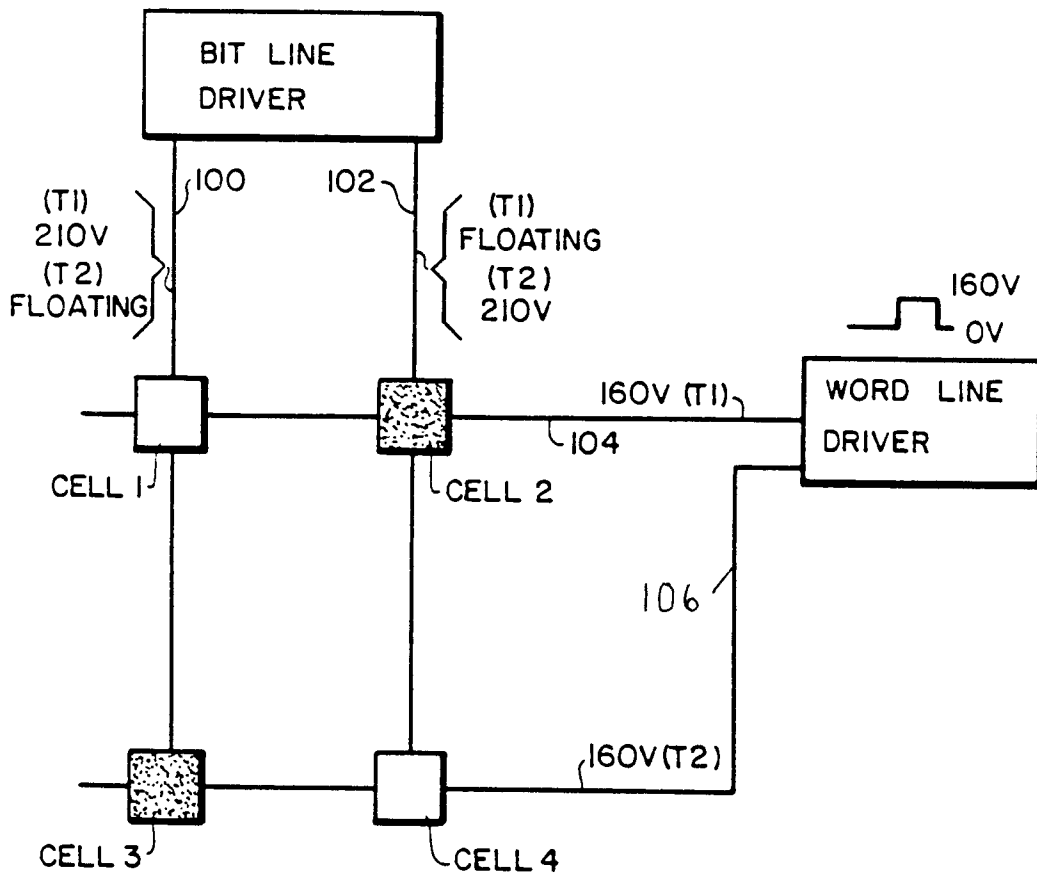 BIT LINE
DRIVER
100
102
(T1)
210V
(T2)
FLOATING
(T1)
FLOATING
(T2)
210V
160V
0V
WORD LINE
DRIVER
160V (T1)
104
CELL 1
CELL 2
106
160V(T2)
CELL 3
CELL 4